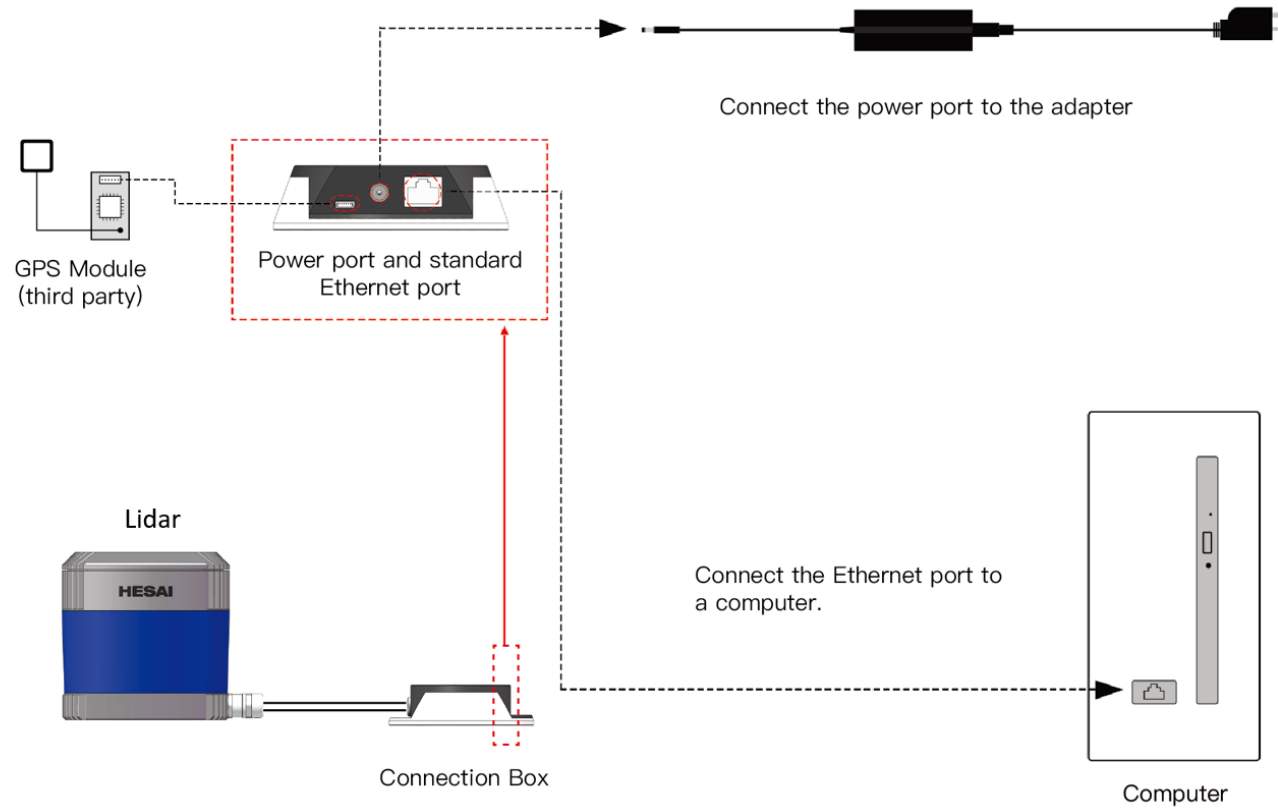 Connect the power port to the adapter
GPS Module
(third party)
Power port and standard
Ethernet port
Lidar
HESAI
Connect the Ethernet port to
a computer.
Connection Box
Computer